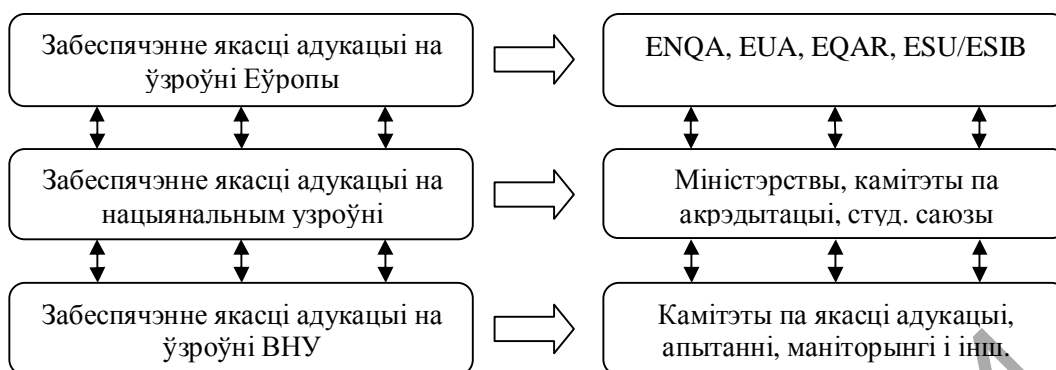 Забеспячэнне якасці адукацыі на
ўзроўні Еўропы
ENQA, EUA, EQAR, ESU/ESIB
Забеспячэнне якасці адукацыі на
нацыянальным узроўні
Міністэрствы, камітэты па
акрэдытацыі, студ. саюзы
Забеспячэнне якасці адукацыі на
ўзроўні ВНУ
Камітэты па якасці адукацыі,
апытанні, маніторынгі і інш.